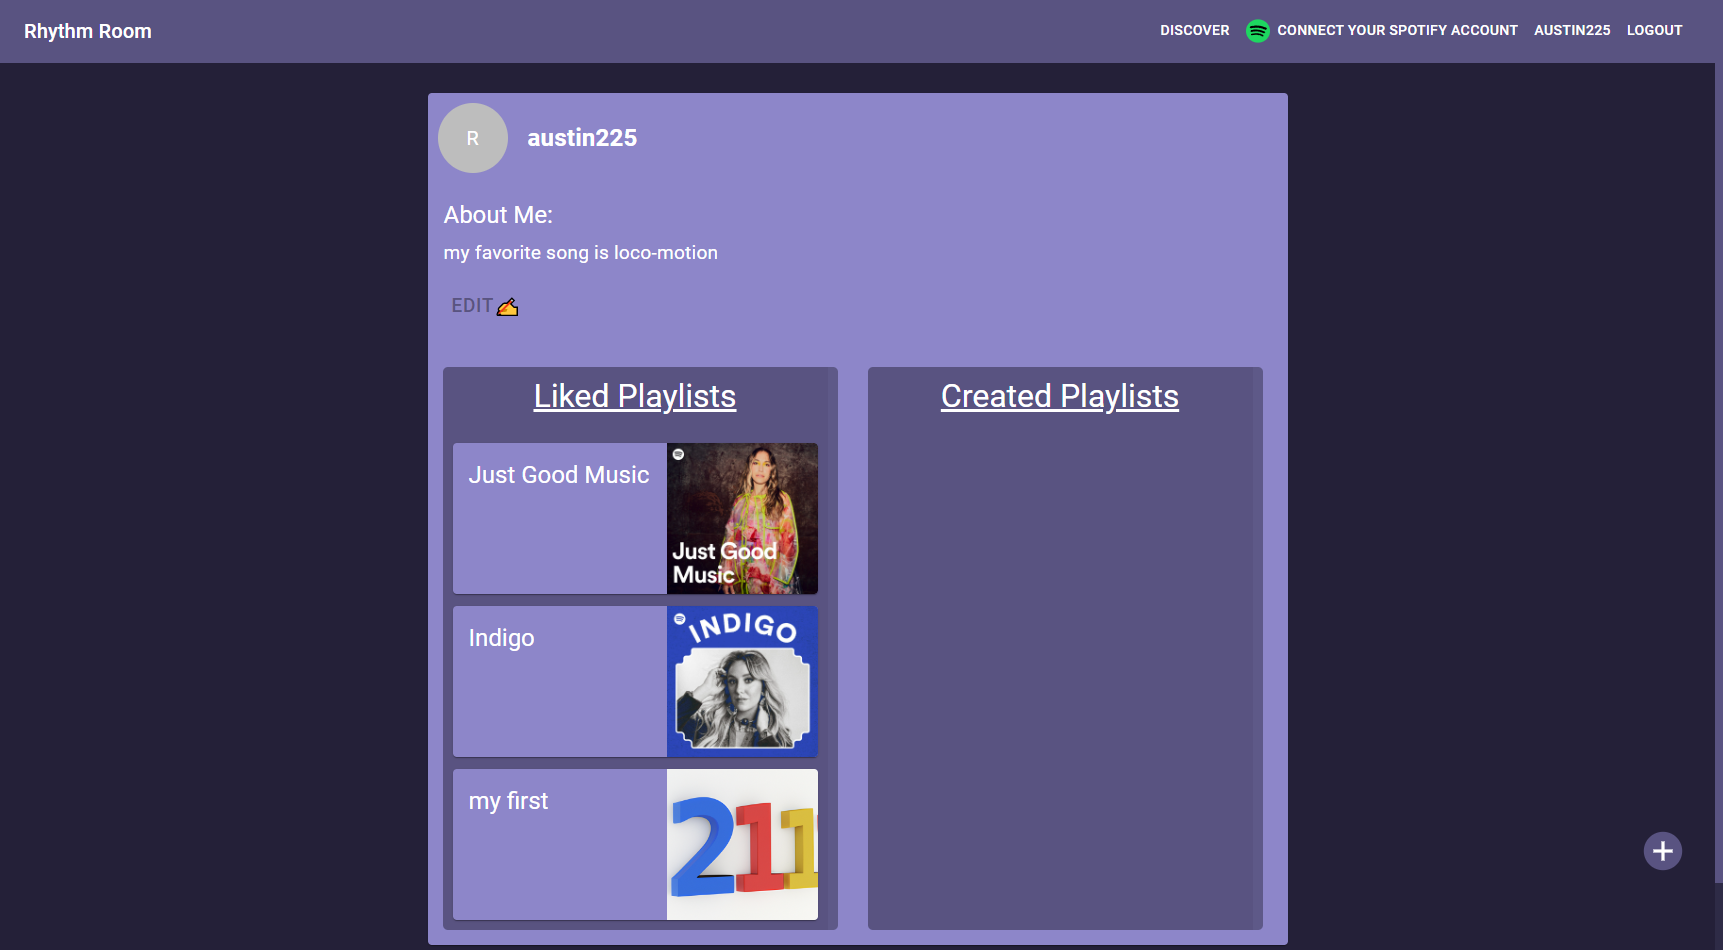 Rhythm Room
DISCOVER
CONNECT YOUR SPOTIFY ACCOUNT
AUSTIN225
LOGOUT
R
austin225
About Me:
my favorite song is loco-motion
EDIT✍
Liked Playlists
Just Good Music
Just Good
Music
Indigo
INDIGO
my first
211
Created Playlists
+